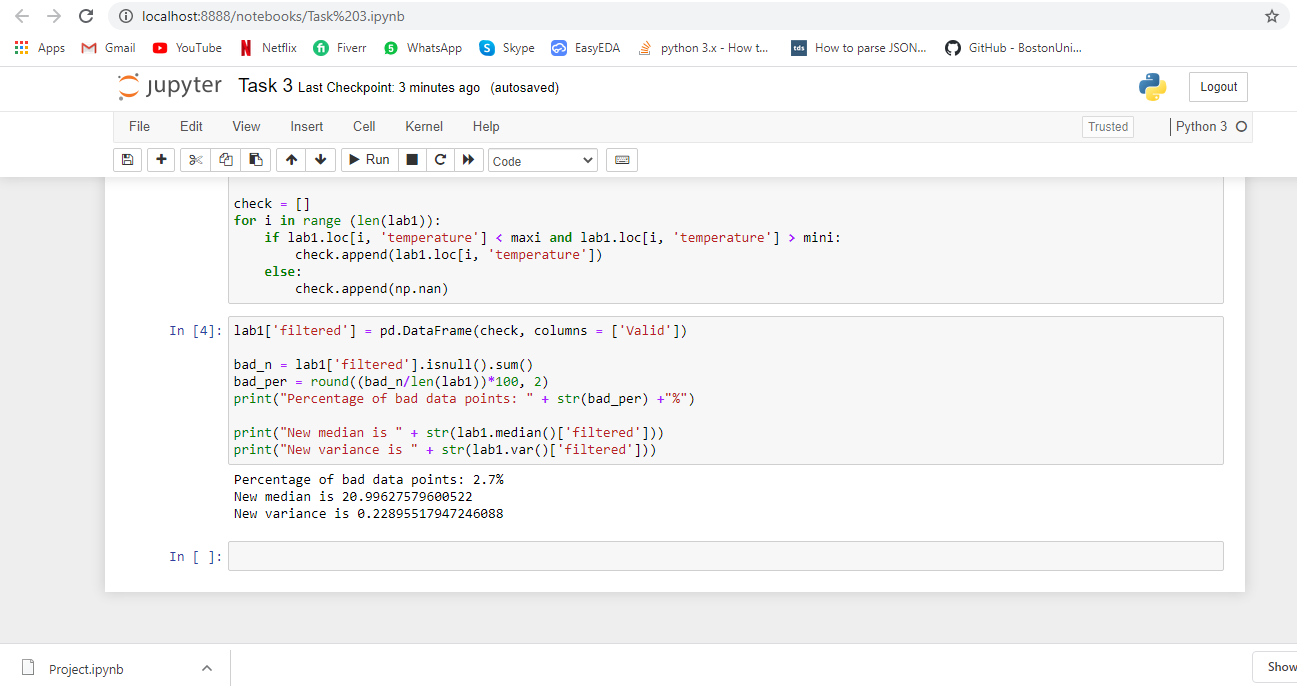 localhost:8888/notebooks/Task%203.ipynb
Apps Gmail YouTube Netflix Fiverr WhatsApp Skype EasyEDA python 3.x - How t... How to parse JSON... GitHub - BostonUni...
jupyter Task 3 Last Checkpoint: 3 minutes ago (autosaved) Logout
File Edit View Insert Cell Kernel Help Trusted Python 3
Run Code
check = []
for i in range (len(lab1)):
    if lab1.loc[i, 'temperature'] < maxi and lab1.loc[i, 'temperature'] > mini:
        check.append(lab1.loc[i, 'temperature'])
    else:
        check.append(np.nan)
In [4]: lab1['filtered'] = pd.DataFrame(check, columns = ['Valid'])
bad_n = lab1['filtered'].isnull().sum()
bad_per = round((bad_n/len(lab1))*100, 2)
print("Percentage of bad data points: " + str(bad_per) +"%")
print("New median is " + str(lab1.median()['filtered']))
print("New variance is " + str(lab1.var()['filtered']))
Percentage of bad data points: 2.7%
New median is 20.99627579600522
New variance is 0.22895517947246088
In [ ]:
Project.ipynb Show